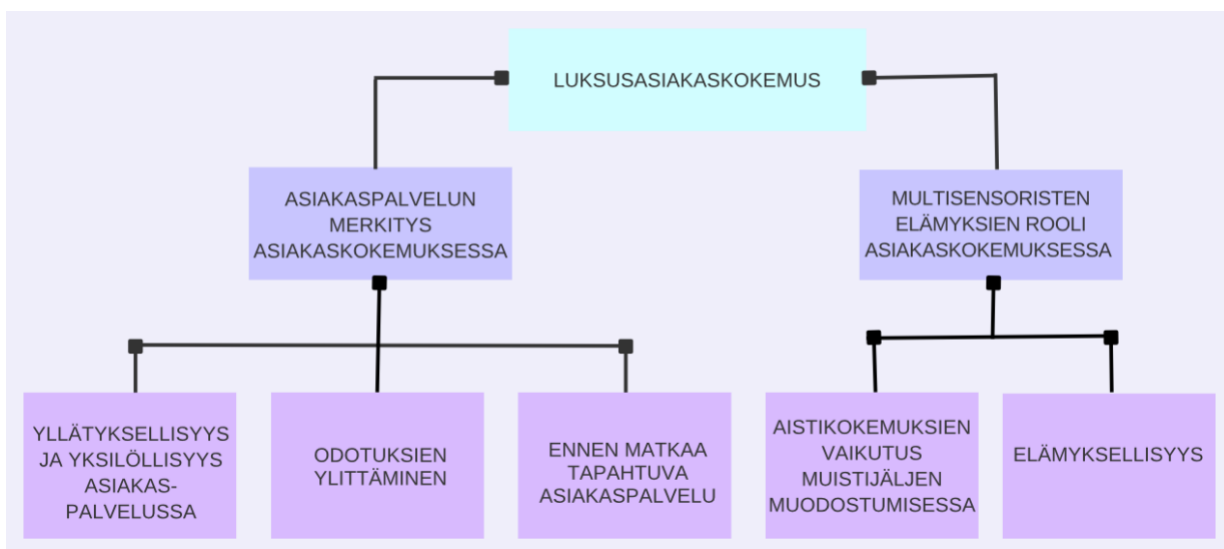 LUKSUSASIAKASKOKEMUS
ASIAKASPALVELUN
MERKITYS
ASIAKASKOKEMUKSESSA
MULTISENSORISTEN
ELÄMYKSIEN ROOLI
ASIAKASKOKEMUKSESSA
YLLÄTYKSELLISYYS
JA YKSILÖLLISYYS
ASIAKAS-
PALVELUSSA
ODOTUKSIEN
YLITTÄMINEN
ENNEN MATKAA
TAPAHTUVA
ASIAKASPALVELU
AISTIKOKEMUKSIEN
VAIKUTUS
MUISTIJÄLJEN
MUODOSTUMISESSA
ELÄMYKSELLISYYS